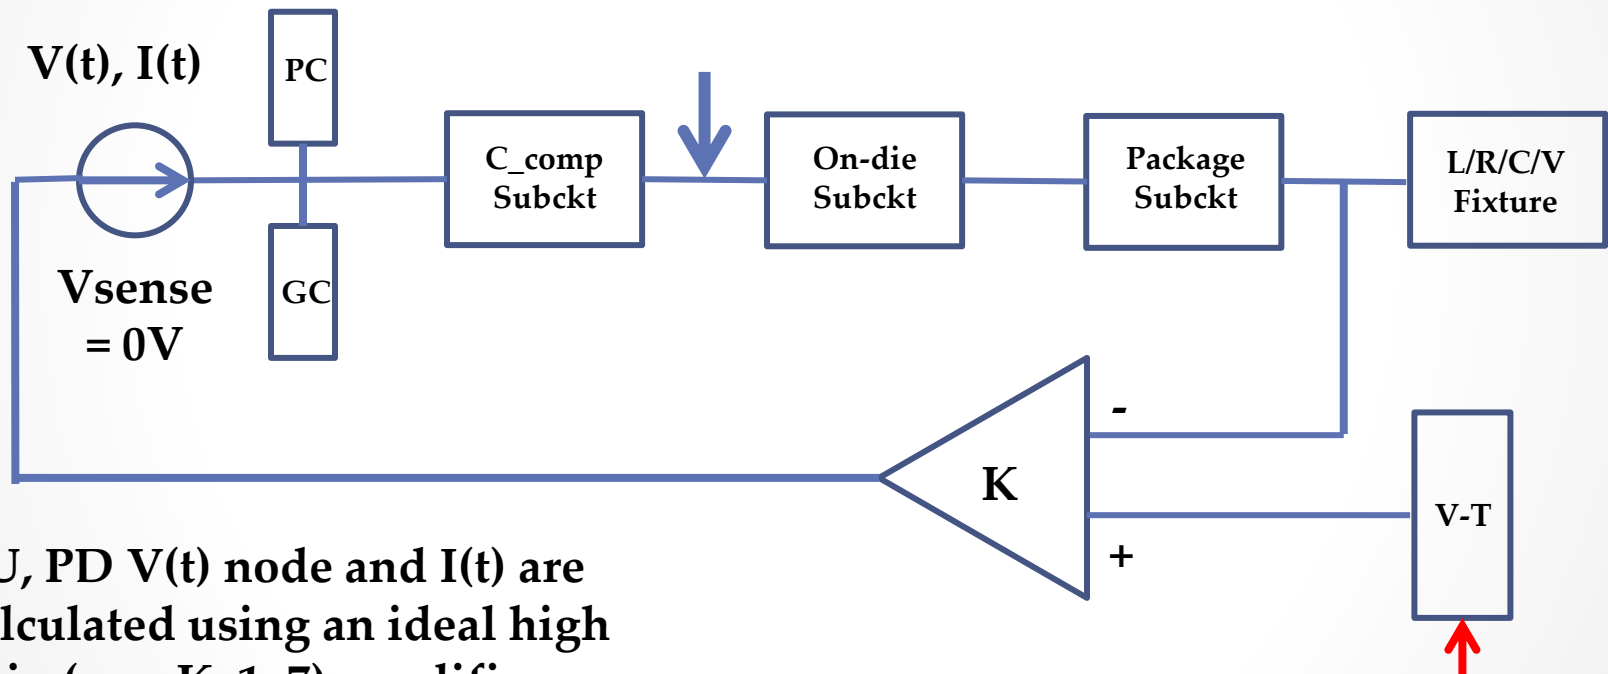 V(t), I(t)
PC
C_comp
Subckt
On-die
Subckt
Package
Subckt
L/R/C/V
Fixture
Vsense
= 0V
GC
-
K
+
V-T
PD V(t) node and I(t) are
using an ideal high